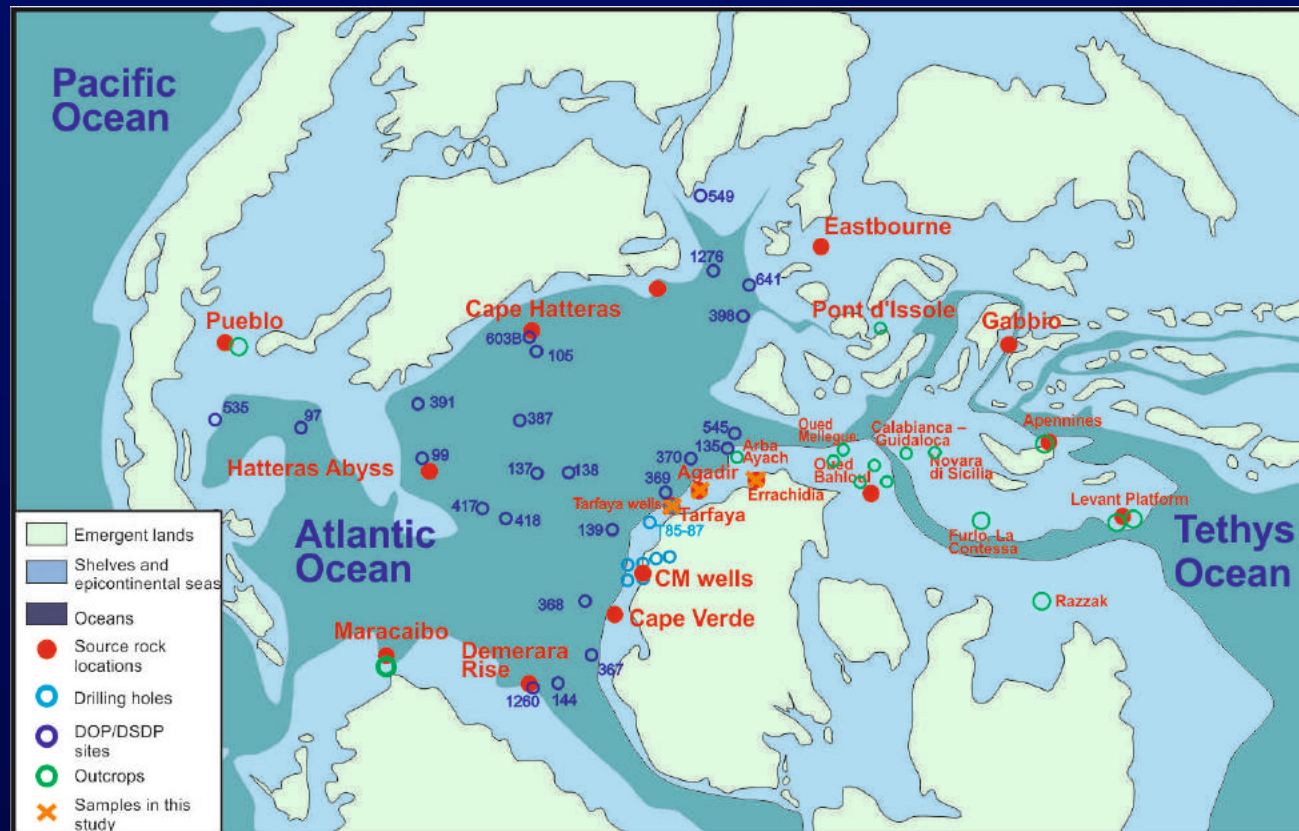 Pacific
Ocean
549
Eastbourne
1276
641
Cape Hatteras
398
Pont d'Issole
Gabbio
Pueblo
603B
105
535
97
391
387
545
135
Arba
Ayach
Oued
Mellegue
Calabianca –
Guidaloca
Apennines
99
Hatteras Abyss
137
138
370
Agadir
369
Errachidia
Oued
Bahloul
Novara
di Sicilia
417
418
Tarfaya wells
Tarfaya
Levant Platform
139
T85-87
Furlo, La
Contessa
Atlantic
Ocean
Tethys
Ocean
CM wells
368
Cape Verde
Razzak
Maracaibo
Demerara
Rise
367
1260
144
Emergent lands
Shelves and
epicontinental seas
Oceans
Source rock
locations
Drilling holes
DOP/DSDP
sites
Outcrops
Samples in this
study